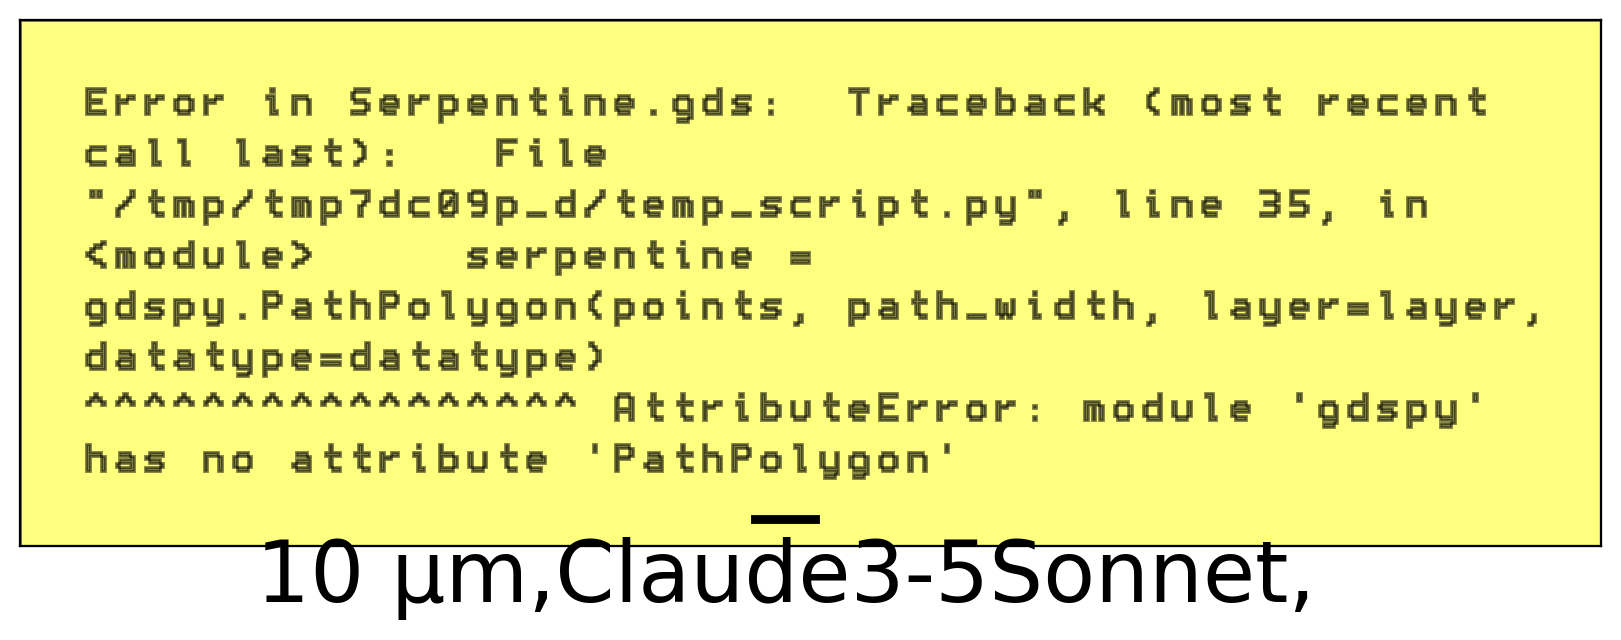 Error in Serpentine.gds:  Traceback (most recent
call last):   File
"/tmp/tmp7dc09p_d/temp_script.py", line 35, in
<module>     serpentine =
gdspy.PathPolygon(points, path_width, layer=layer,
datatype=datatype)
^^^^^^^^^^^^^^^^^ AttributeError: module 'gdspy'
has no attribute 'PathPolygon'
10 μm,Claude3-5Sonnet,